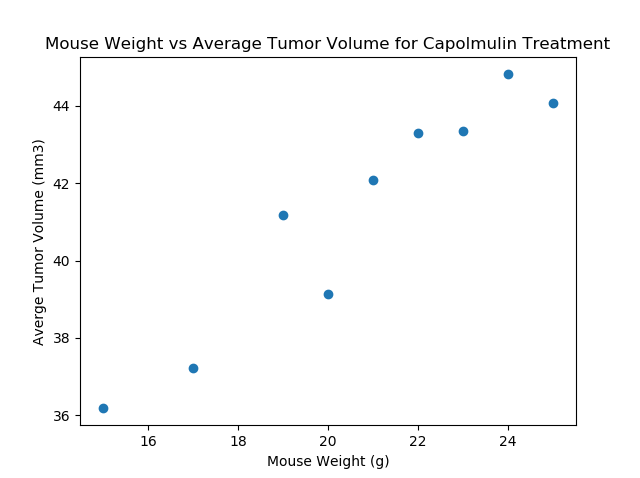 Mouse Weight vs Average Tumor Volume for Capolmulin Treatment
Averge Tumor Volume (mm3)
44
42
40
38
36
16 18 20 22 24
Mouse Weight (g)